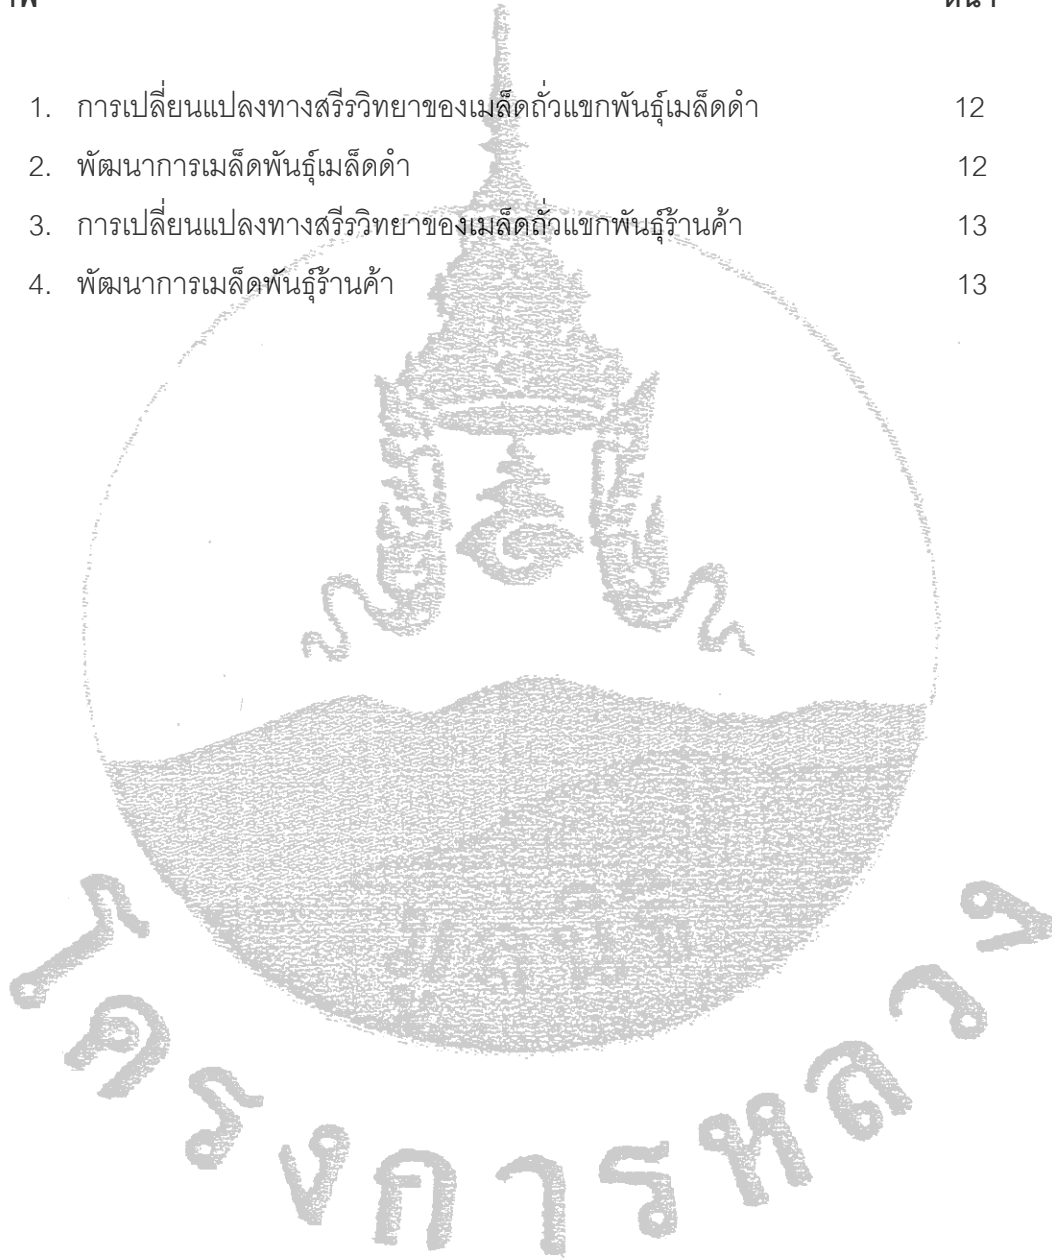 ภาพ หน้า
1. การเปลี่ยนแปลงทางสรีรวิทยาของเมล็ดถั่วแขกพันธุ์เมล็ดดำ 12
2. พัฒนาการเมล็ดพันธุ์เมล็ดดำ 12
3. การเปลี่ยนแปลงทางสรีรวิทยาของเมล็ดถั่วแขกพันธุ์ร้านค้า 13
4. พัฒนาการเมล็ดพันธุ์ร้านค้า 13
มูลนิธิ
โครงการหลวง